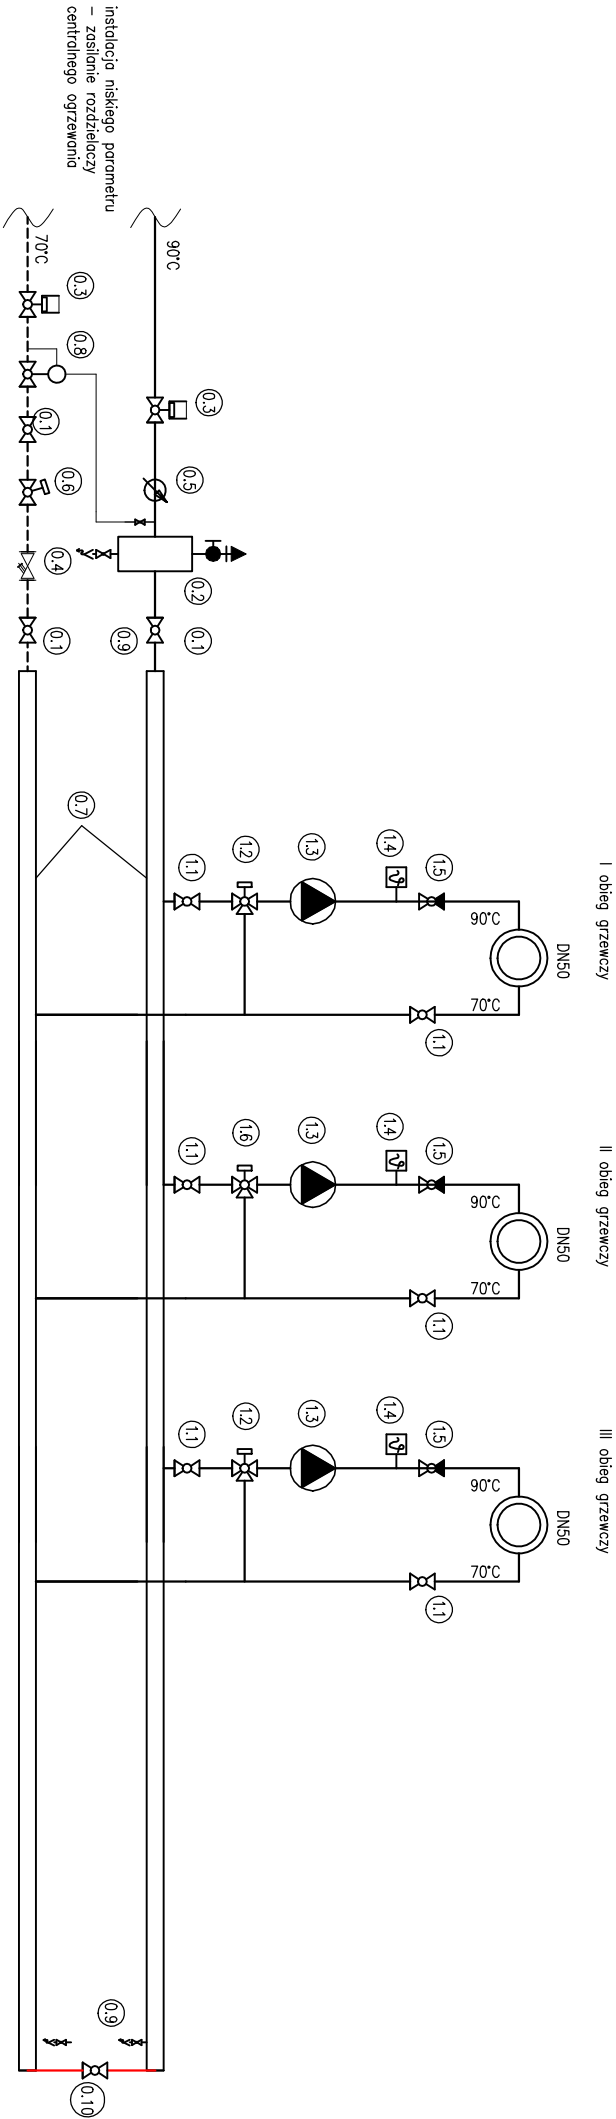 instalacja niskiego parametru
– zasilanie rozdzielaczy
centralnego ogrzewania
90°C
70°C
0.3
0.8
0.1
0.6
0.4
0.1
0.3
0.5
0.2
0.1
0.9
0.7
I obieg grzewczy
DN50
90°C
70°C
1.5
1.4
1.3
1.2
1.1
1.1
II obieg grzewczy
DN50
90°C
70°C
1.5
1.4
1.3
1.6
1.1
1.1
III obieg grzewczy
DN50
90°C
70°C
1.5
1.4
1.3
1.2
1.1
1.1
0.9
0.10